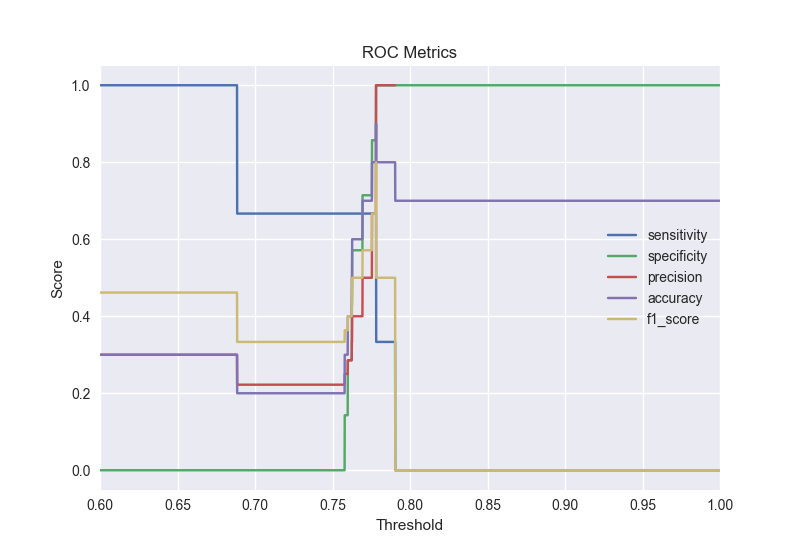 ROC Metrics
Score
1.0
0.8
0.6
0.4
0.2
0.0
sensitivity
specificity
precision
accuracy
f1_score
0.60 0.65 0.70 0.75 0.80 0.85 0.90 0.95 1.00
Threshold